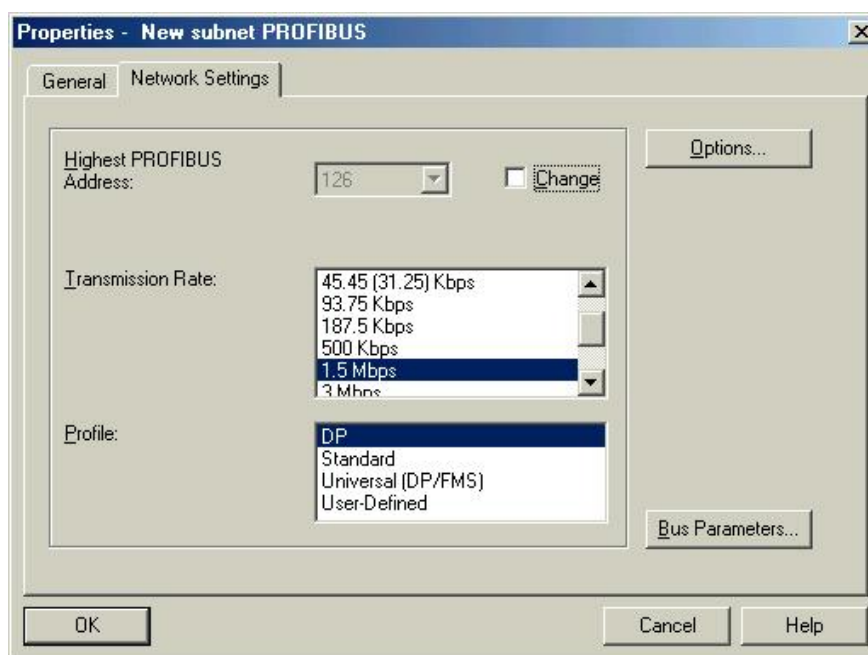 Properties - New subnet PROFIBUS
General
Network Settings
Highest PROFIBUS
Address:
126
Change
Options...
Transmission Rate:
45.45 (31.25) Kbps
93.75 Kbps
187.5 Kbps
500 Kbps
1.5 Mbps
3 Mbps
Profile:
DP
Standard
Universal (DP/FMS)
User-Defined
Bus Parameters...
OK
Cancel
Help